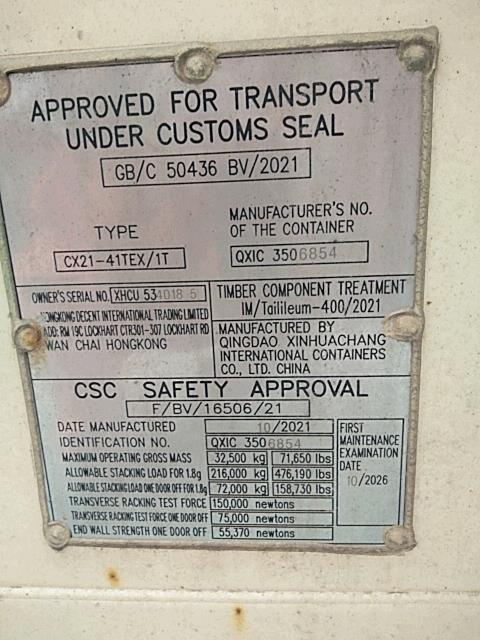 APPROVED FOR TRANSPORT
UNDER CUSTOMS SEAL
GB/C 50436 BV/2021
TYPE
CX21-41TEX/1T
MANUFACTURER'S NO.
OF THE CONTAINER
QXIC 3506854
OWNER'S SERIAL NO. XHCU 534018 5
HONGKONG DECENT INTERNATIONAL TRADING LIMITED
ADD: RM 19C LOCKHART CTR301-307 LOCKHART RD
WAN CHAI HONGKONG
TIMBER COMPONENT TREATMENT
IM/Tailileum-400/2021
MANUFACTURED BY
QINGDAO XINHUACHANG
INTERNATIONAL CONTAINERS
CO., LTD. CHINA
CSC SAFETY APPROVAL
F/BV/16506/21
DATE MANUFACTURED 10/2021
IDENTIFICATION NO. QXIC 3506854
MAXIMUM OPERATING GROSS MASS 32,500 kg 71,650 lbs
ALLOWABLE STACKING LOAD FOR 1.8g 216,000 kg 476,190 lbs
ALLOWABLE STACKING LOAD ONE DOOR OFF FOR 1.8g 72,000 kg 158,730 lbs
TRANSVERSE RACKING TEST FORCE 150,000 newtons
TRANSVERSE RACKING TEST FORCE ONE DOOR OFF 75,000 newtons
END WALL STRENGTH ONE DOOR OFF 55,370 newtons
FIRST
MAINTENANCE
EXAMINATION
DATE
10/2026